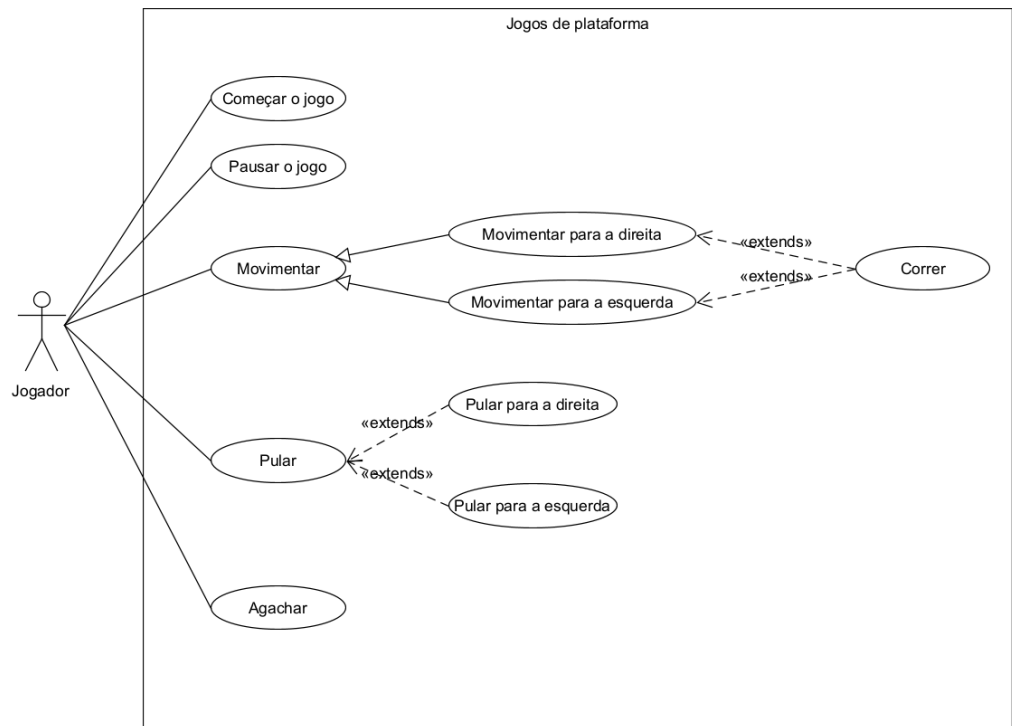 Jogos de plataforma
Começar o jogo
Pausar o jogo
Movimentar
Movimentar para a direita
«extends»
Correr
«extends»
Movimentar para a esquerda
Jogador
Pular para a direita
«extends»
Pular
«extends»
Pular para a esquerda
Agachar